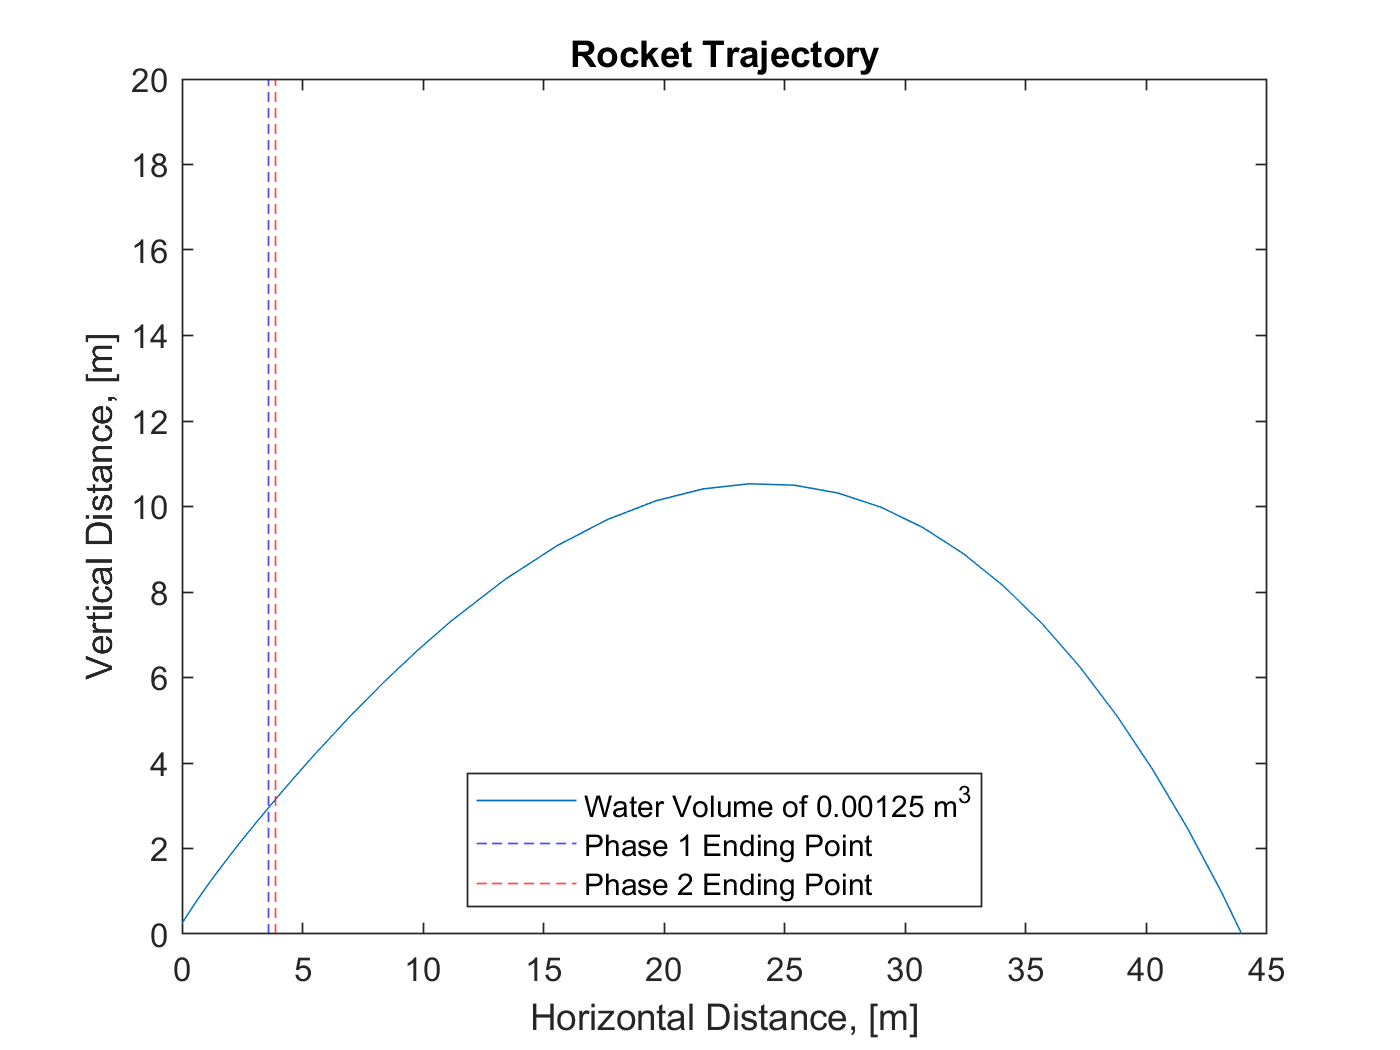 Rocket Trajectory
20
18
16
14
12
10
8
6
4
2
0
Vertical Distance, [m]
Water Volume of 0.00125 m³
Phase 1 Ending Point
Phase 2 Ending Point
0 5 10 15 20 25 30 35 40 45
Horizontal Distance, [m]